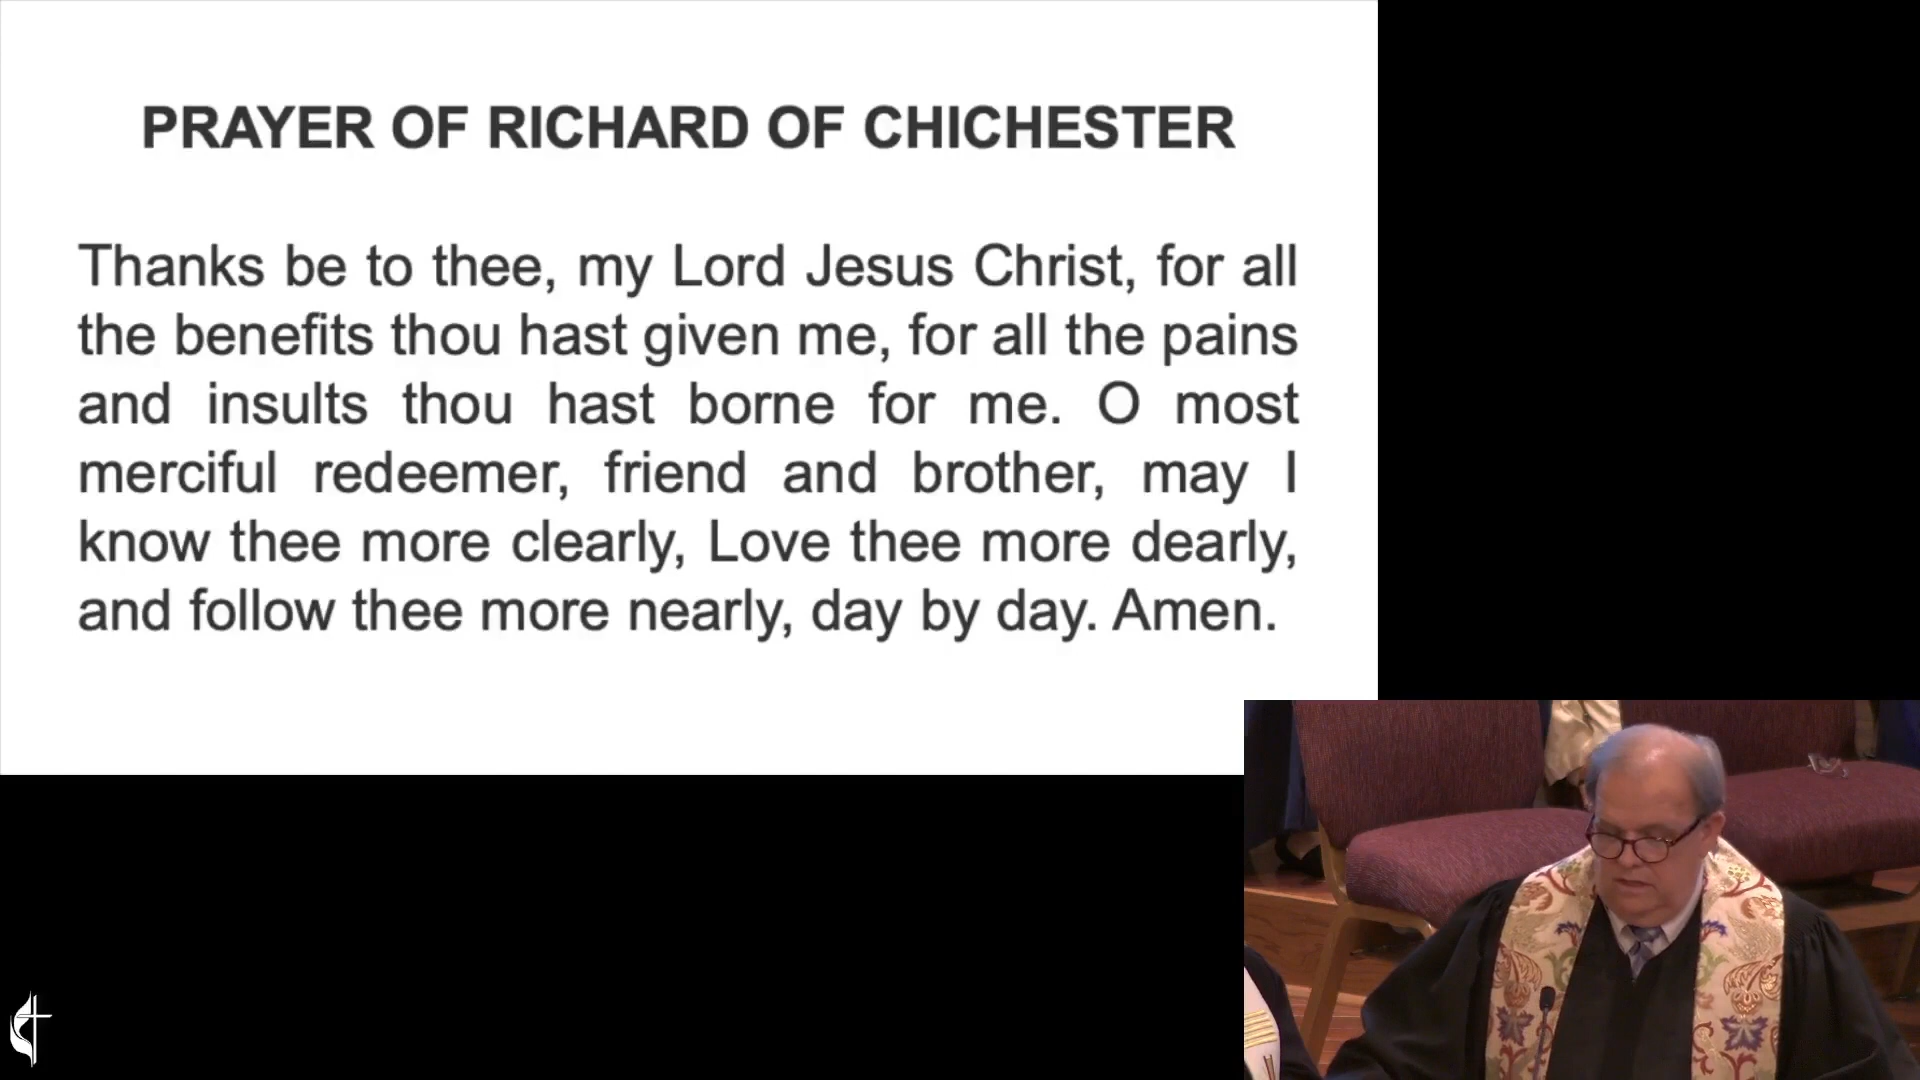 PRAYER OF RICHARD OF CHICHESTER
Thanks be to thee, my Lord Jesus Christ, for all
the benefits thou hast given me, for all the pains
and insults thou hast borne for me. O most
merciful redeemer, friend and brother, may I
know thee more clearly, Love thee more dearly,
and follow thee more nearly, day by day. Amen.